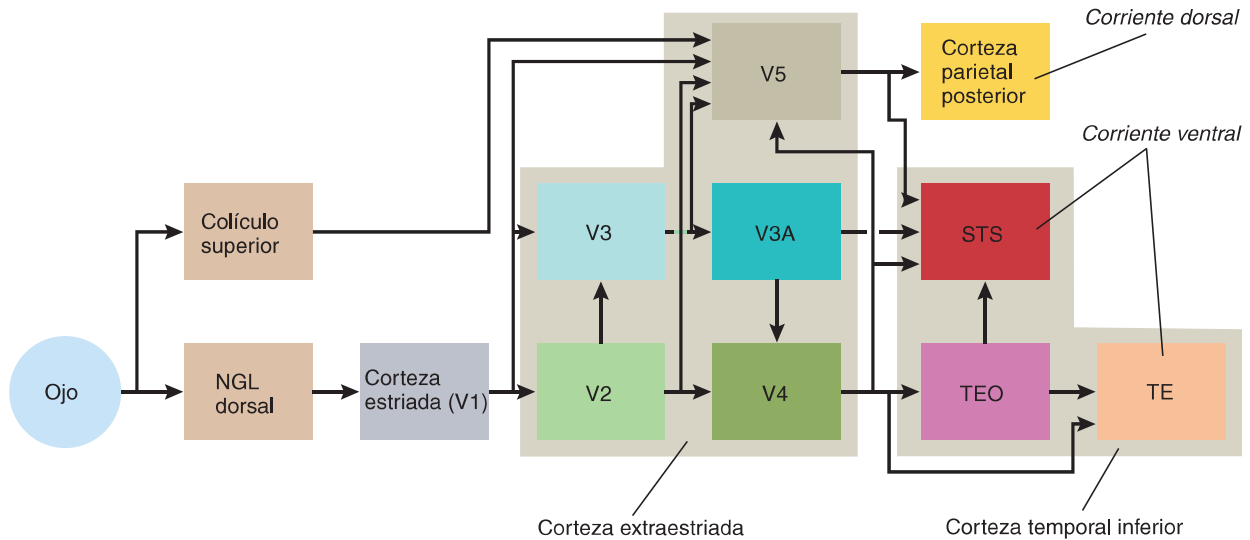 Corriente dorsal
V5
Corteza
parietal
posterior
Corriente ventral
Colículo
superior
V3
V3A
STS
Ojo
NGL
dorsal
Corteza
estriada (V1)
V2
V4
TEO
TE
Corteza extraestriada
Corteza temporal inferior